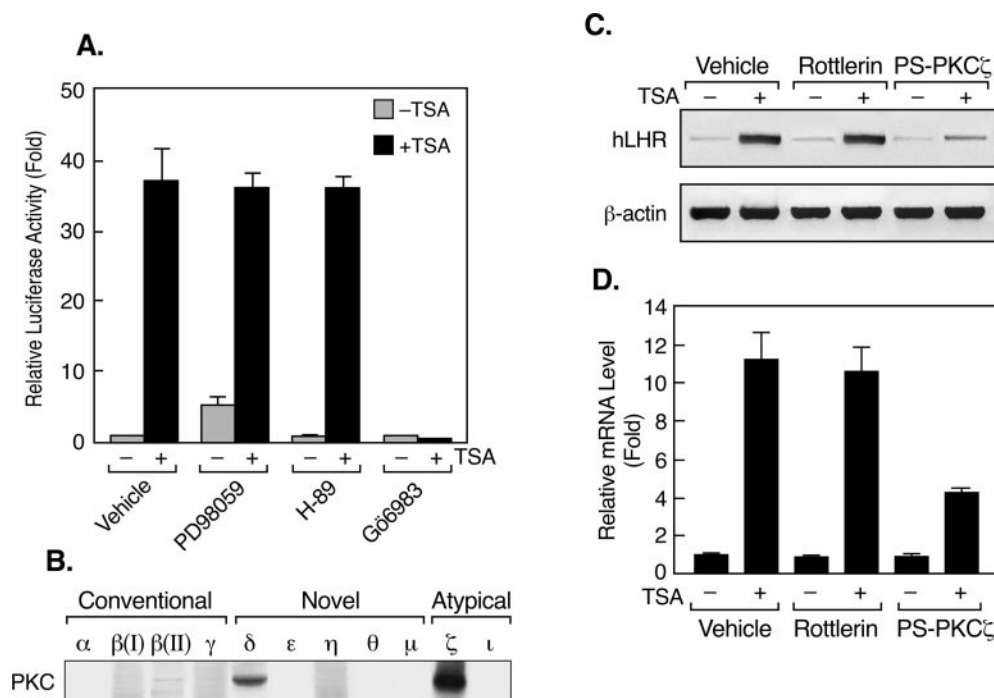 A.
Relative Luciferase Activity (Fold)
50
40
30
20
10
0
–TSA
+TSA
– + – + – + – + TSA
Vehicle PD98059 H-89 Gö6983
B.
Conventional Novel Atypical
α β(I) β(II) γ δ ε η θ μ ζ ι
PKC
C.
Vehicle Rottlerin PS-PKCζ
TSA – + – + – +
hLHR
β-actin
D.
Relative mRNA Level
(Fold)
14
12
10
8
6
4
2
1
0
TSA – + – + – +
Vehicle Rottlerin PS-PKCζ